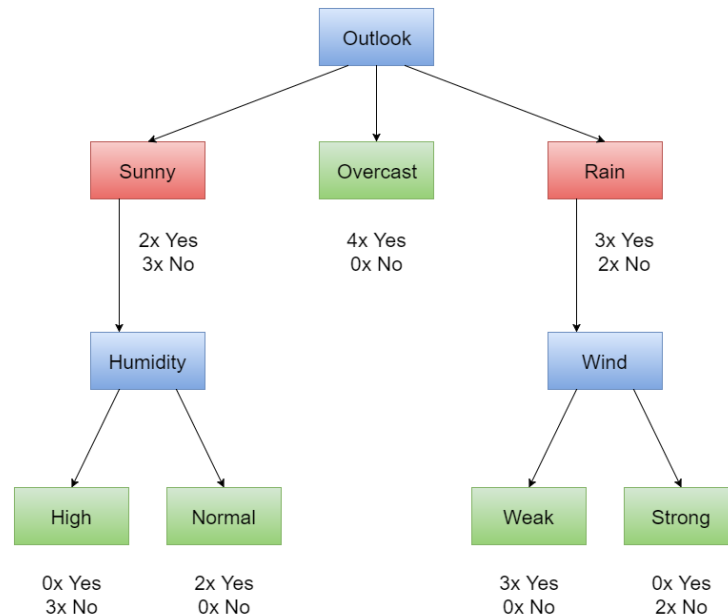 Outlook
Sunny
Overcast
Rain
2x Yes
3x No
4x Yes
0x No
3x Yes
2x No
Humidity
Wind
High
Normal
Weak
Strong
0x Yes
3x No
2x Yes
0x No
3x Yes
0x No
0x Yes
2x No